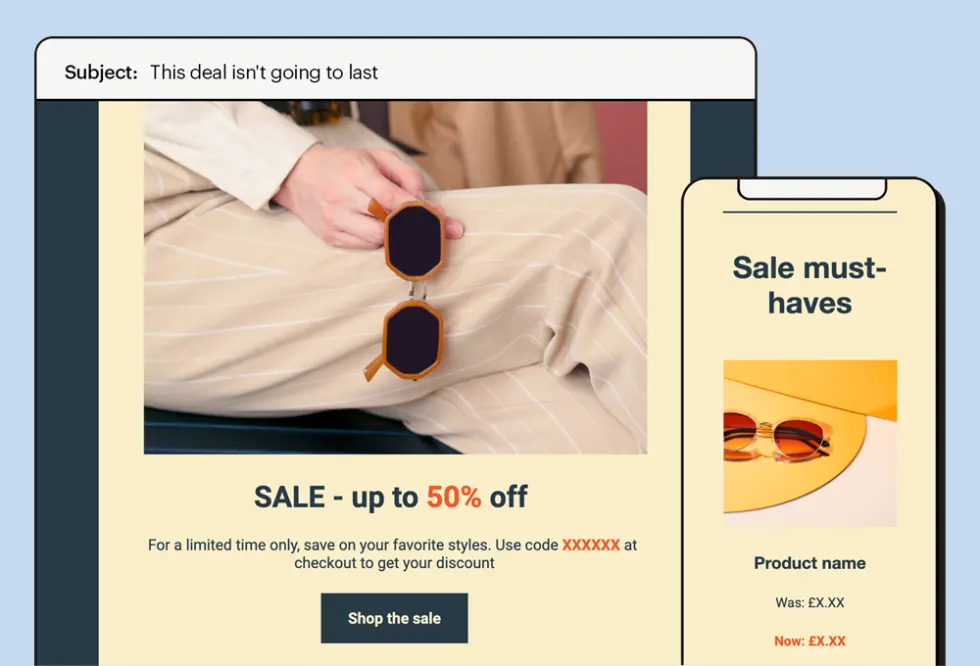 Subject: This deal isn't going to last
SALE - up to 50% off
For a limited time only, save on your favorite styles. Use code XXXXXX at
checkout to get your discount
Shop the sale
Sale must-
haves
Product name
Was: £X.XX
Now: £X.XX